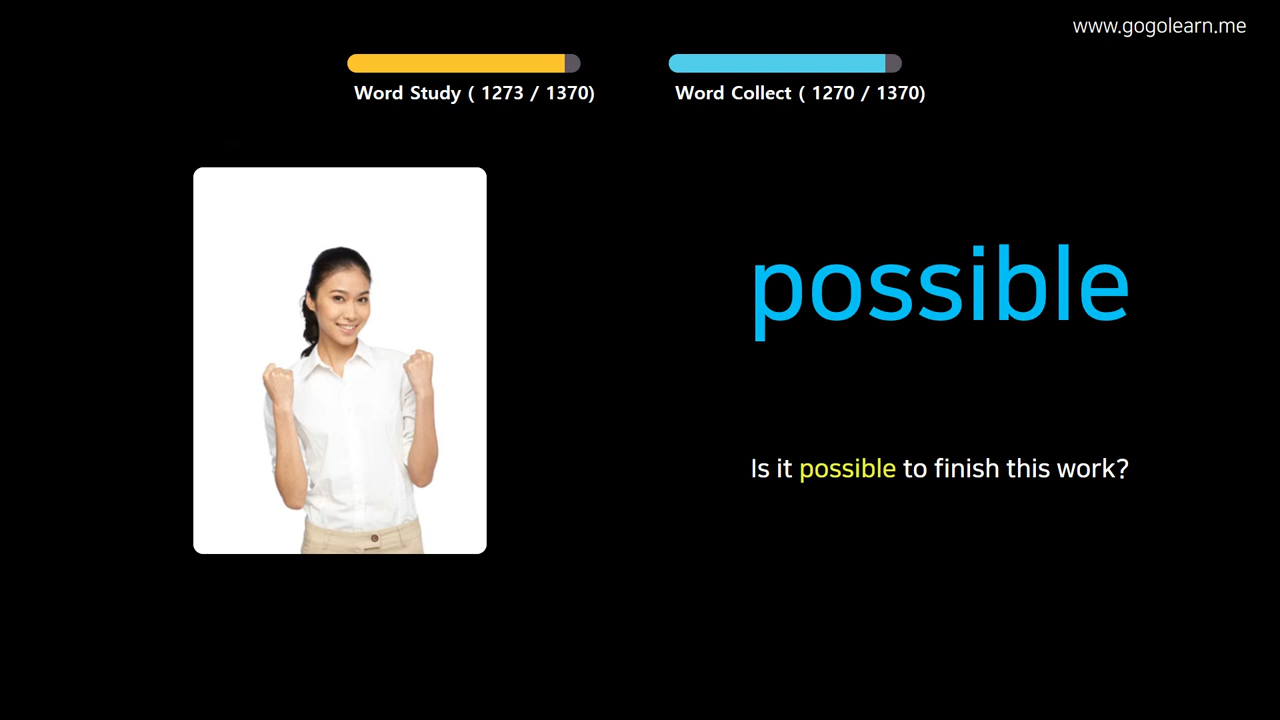 www.gogolearn.me
Word Study ( 1273 / 1370)
Word Collect ( 1270 / 1370)
possible
Is it possible to finish this work?